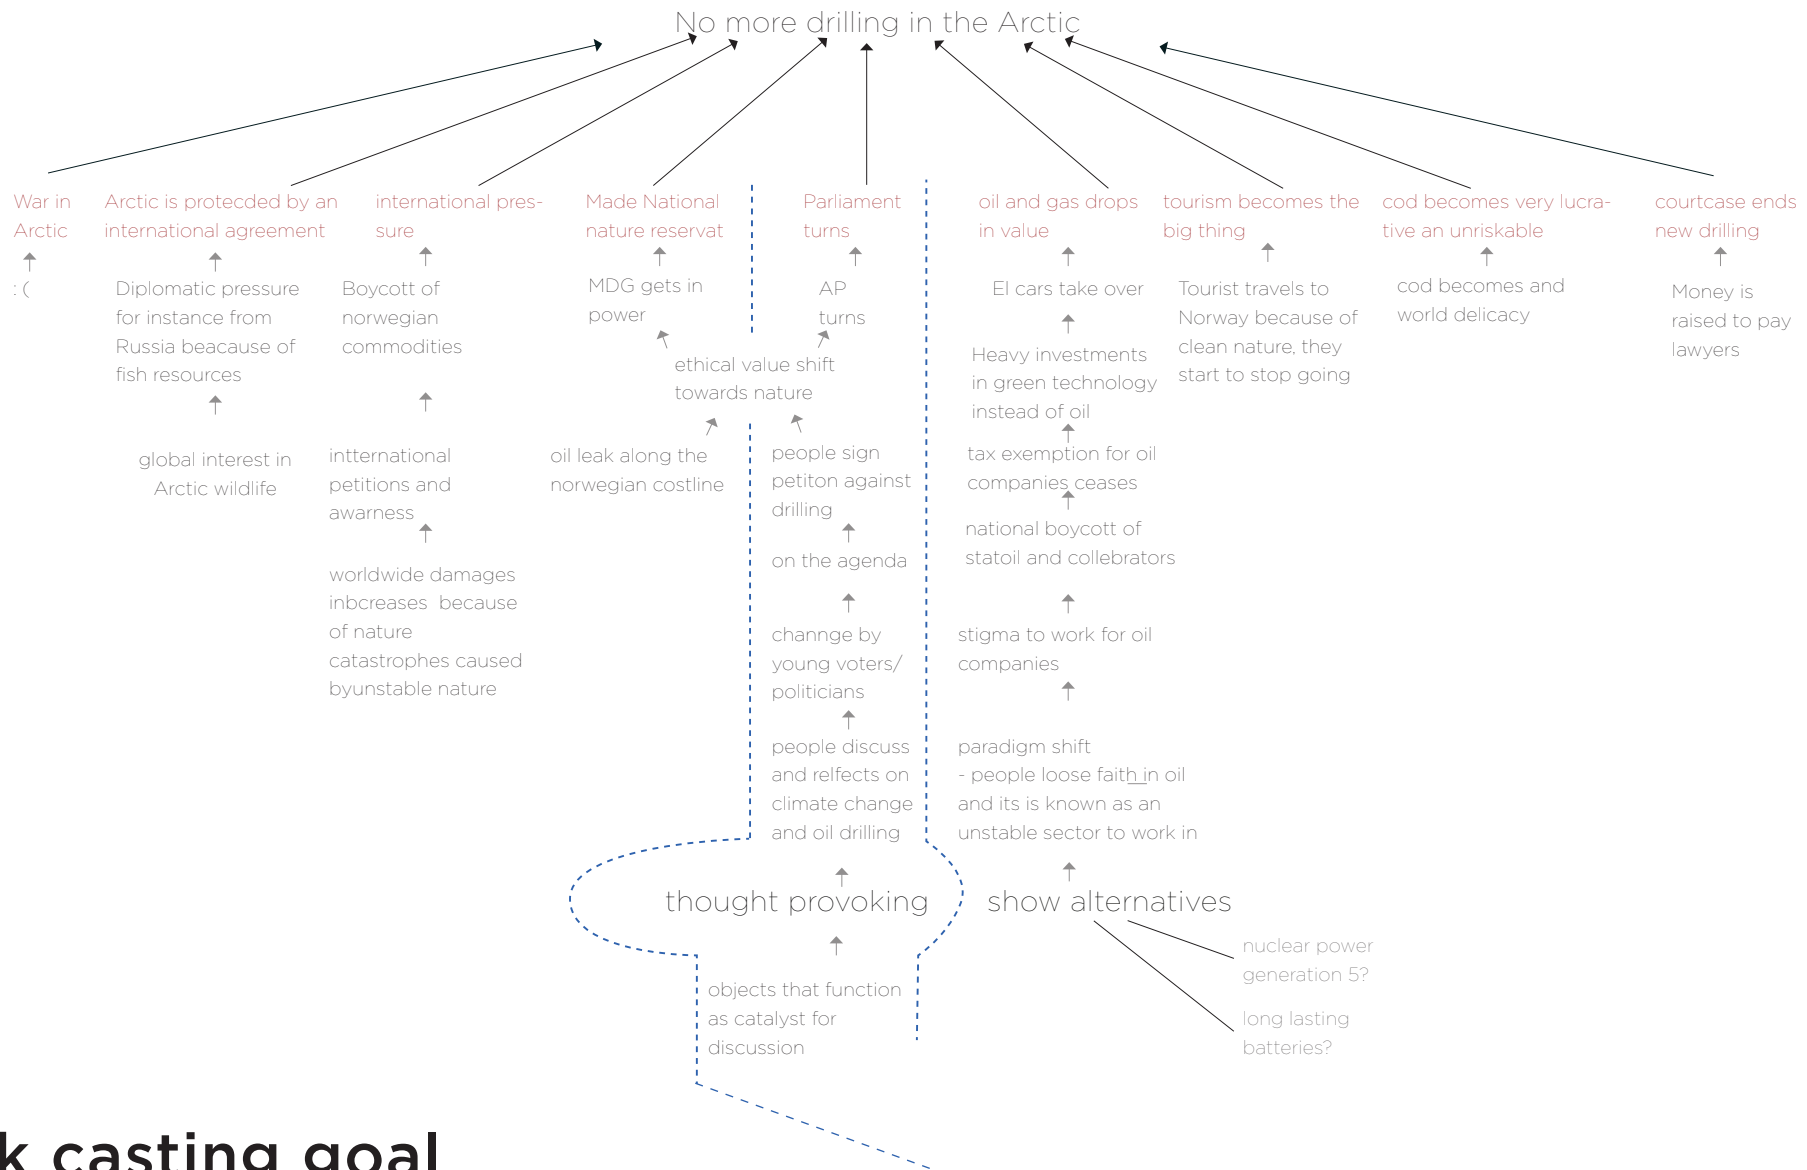 No more drilling in the Arctic
War in
Arctic
: (
Arctic is protecded by an
international agreement
Diplomatic pressure
for instance from
Russia beacause of
fish resources
global interest in
Arctic wildlife
international pres-
sure
Boycott of
norwegian
commodities
intternational
petitions and
awarness
worldwide damages
inbcreases because
of nature
catastrophes caused
byunstable nature
Made National
nature reservat
MDG gets in
power
Parliament
turns
AP
turns
ethical value shift
towards nature
oil leak along the
norwegian costline
people sign
petiton against
drilling
on the agenda
channge by
young voters/
politicians
people discuss
and relfects on
climate change
and oil drilling
thought provoking
objects that function
as catalyst for
discussion
oil and gas drops
in value
El cars take over
Heavy investments
in green technology
instead of oil
tax exemption for oil
companies ceases
national boycott of
statoil and collebrators
stigma to work for oil
companies
paradigm shift
- people loose faith in oil
and its is known as an
unstable sector to work in
show alternatives
nuclear power
generation 5?
long lasting
batteries?
tourism becomes the
big thing
Tourist travels to
Norway because of
clean nature, they
start to stop going
cod becomes very lucra-
tive an unriskable
cod becomes and
world delicacy
courtcase ends
new drilling
Money is
raised to pay
lawyers
k casting goal